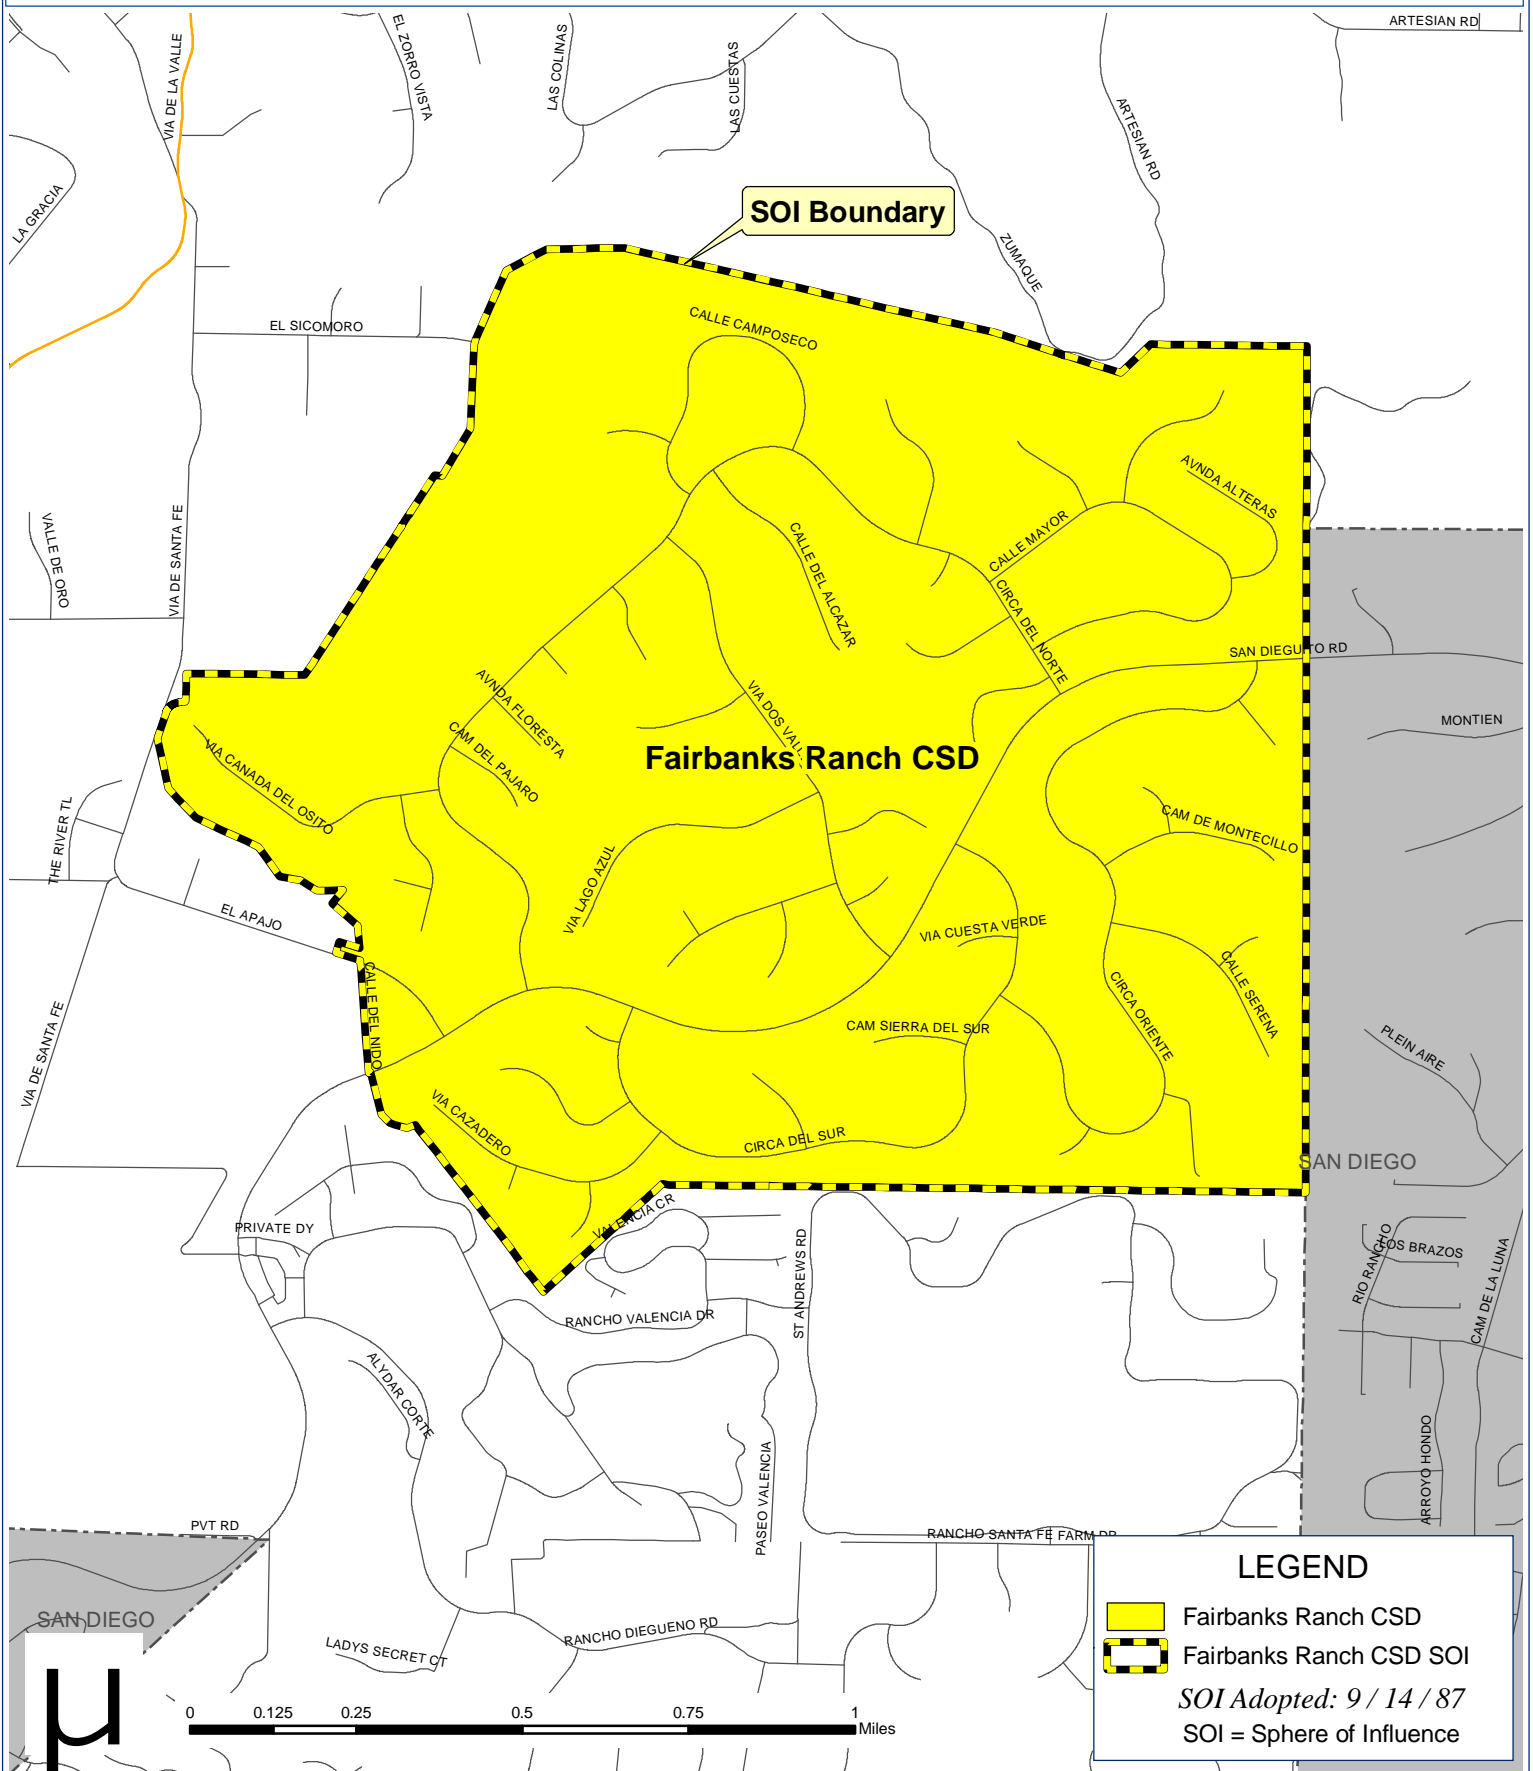 ARTESIAN RD
EL ZORRO VISTA
LAS COLINAS
LAS CUESTAS
VIA DE LA VALLE
ARTESIAN RD
LA GRACIA
SOI Boundary
ZUMAQUE
EL SICOMORO
CALLE CAMPOSECO
AVNDA ALTERAS
VALLE DE ORO
VIA DE SANTA FE
CALLE MAYOR
CALLE DEL ALCAZAR
CIRCA DEL NORTE
SAN DIEGUITO RD
AVNDA FLORESTA
VIA DOS VALL
MONTIEN
CAM DEL PAJARO
VIA CANADA DEL OSITO
Fairbanks Ranch CSD
THE RIVER TL
CAM DE MONTECILLO
VIA LAGO AZUL
EL APAJO
VIA CUESTA VERDE
CALLE DEL NIDO
CALLE SERENA
CIRCA ORIENTE
CAM SIERRA DEL SUR
VIA DE SANTA FE
PLEIN AIRE
VIA CAZADERO
CIRCA DEL SUR
SAN DIEGO
VALENCIA CR
PRIVATE DY
ST ANDREWS RD
RIO RANCHO
LOS BRAZOS
CAM DE LA LUNA
RANCHO VALENCIA DR
ALYDAR CORTE
PASEO VALENCIA
ARROYO HONDO
PVT RD
RANCHO SANTA FE FARM DR
SAN DIEGO
RANCHO DIEGUENO RD
LADYS SECRET CT
LEGEND
Fairbanks Ranch CSD
Fairbanks Ranch CSD SOI
SOI Adopted: 9 / 14 / 87
SOI = Sphere of Influence
µ
0 0.125 0.25 0.5 0.75 1
Miles